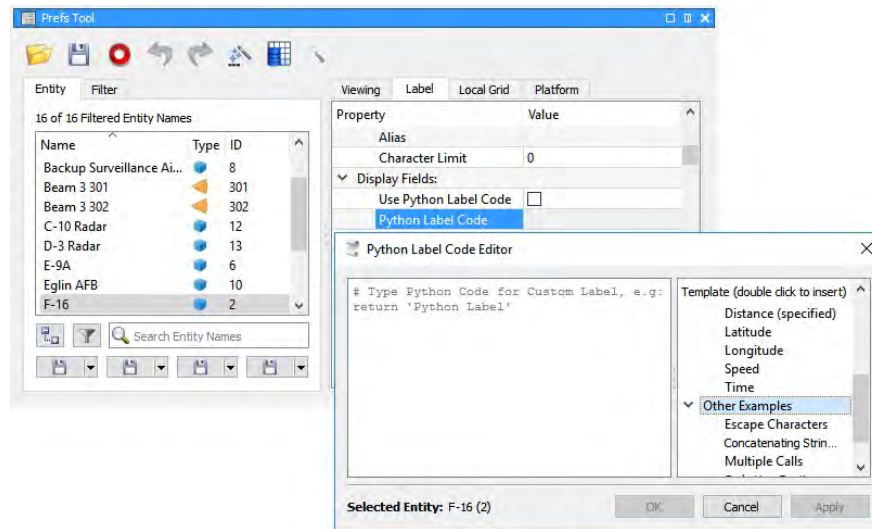 Prefs Tool
Entity Filter
16 of 16 Filtered Entity Names
Name Type ID
Backup Surveillance Ai... 8
Beam 3 301 301
Beam 3 302 302
C-10 Radar 12
D-3 Radar 13
E-9A 6
Eglin AFB 10
F-16 2
Search Entity Names
Viewing Label Local Grid Platform
Property Value
Alias
Character Limit 0
Display Fields:
Use Python Label Code
Python Label Code
Python Label Code Editor
# Type Python Code for Custom Label, e.g:
return 'Python Label'
Template (double click to insert)
Distance (specified)
Latitude
Longitude
Speed
Time
Other Examples
Escape Characters
Concatenating Strin...
Multiple Calls
Selected Entity: F-16 (2)
OK Cancel Apply